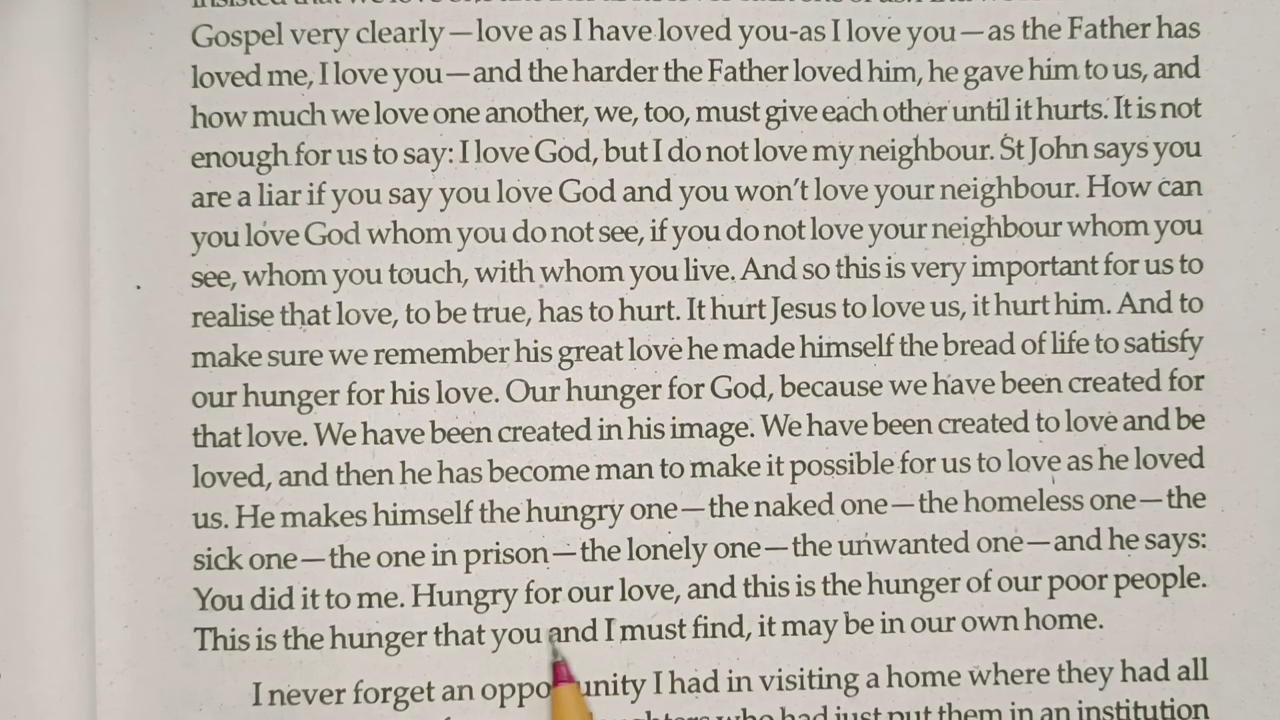 Gospel very clearly—love as I have loved you-as I love you—as the Father has
loved me, I love you—and the harder the Father loved him, he gave him to us, and
how much we love one another, we, too, must give each other until it hurts. It is not
enough for us to say: I love God, but I do not love my neighbour. St John says you
are a liar if you say you love God and you won't love your neighbour. How can
you love God whom you do not see, if you do not love your neighbour whom you
see, whom you touch, with whom you live. And so this is very important for us to
realise that love, to be true, has to hurt. It hurt Jesus to love us, it hurt him. And to
make sure we remember his great love he made himself the bread of life to satisfy
our hunger for his love. Our hunger for God, because we have been created for
that love. We have been created in his image. We have been created to love and be
loved, and then he has become man to make it possible for us to love as he loved
us. He makes himself the hungry one—the naked one—the homeless one—the
sick one—the one in prison—the lonely one—the unwanted one—and he says:
You did it to me. Hungry for our love, and this is the hunger of our poor people.
This is the hunger that you and I must find, it may be in our own home.
I never forget an opportunity I had in visiting a home where they had all
who had just put them in an institution